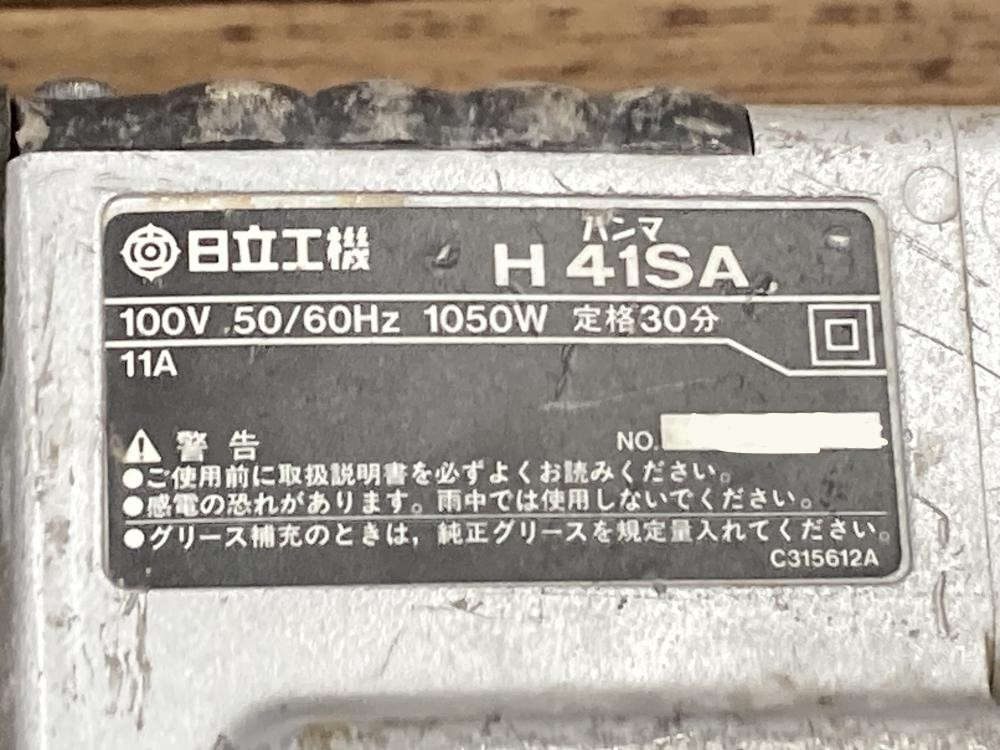 日立工機
ハンマ
H 41SA
100V 50/60Hz 1050W 定格30分
11A
警告
NO.
●ご使用前に取扱説明書を必ずよくお読みください。
●感電の恐れがあります。雨中では使用しないでください。
●グリース補充のときは，純正グリースを規定量入れてください。
C315612A